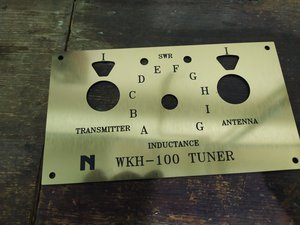 I SWR I
D E F G
C H
B I
A G
TRANSMITTER ANTENNA
INDUCTANCE
N WKH-100 TUNER